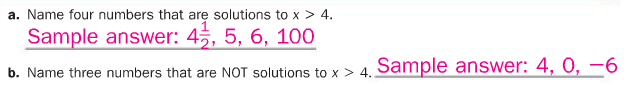 a. Name four numbers that are solutions to x > 4.
Sample answer: 4½, 5, 6, 100
b. Name three numbers that are NOT solutions to x > 4. Sample answer: 4, 0, −6